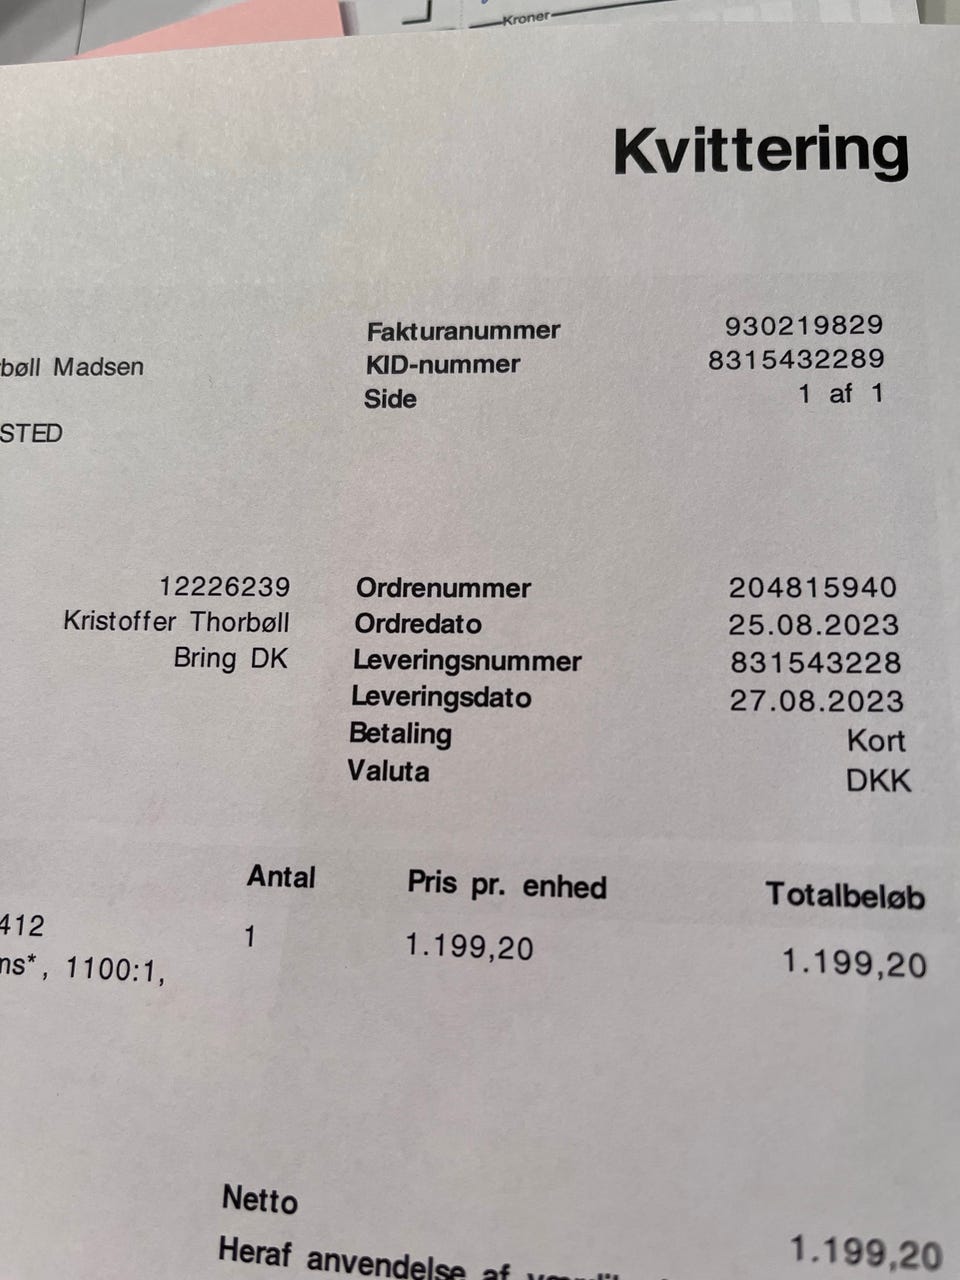 Kroner
Kvittering
Fakturanummer 930219829
bøll Madsen KID-nummer 8315432289
Side 1 af 1
STED
12226239 Ordrenummer 204815940
Kristoffer Thorbøll Ordredato 25.08.2023
Bring DK Leveringsnummer 831543228
Leveringsdato 27.08.2023
Betaling Kort
Valuta DKK
Antal Pris pr. enhed Totalbeløb
412 1 1.199,20 1.199,20
ns*, 1100:1,
Netto 1.199,20
Heraf anvendelse af